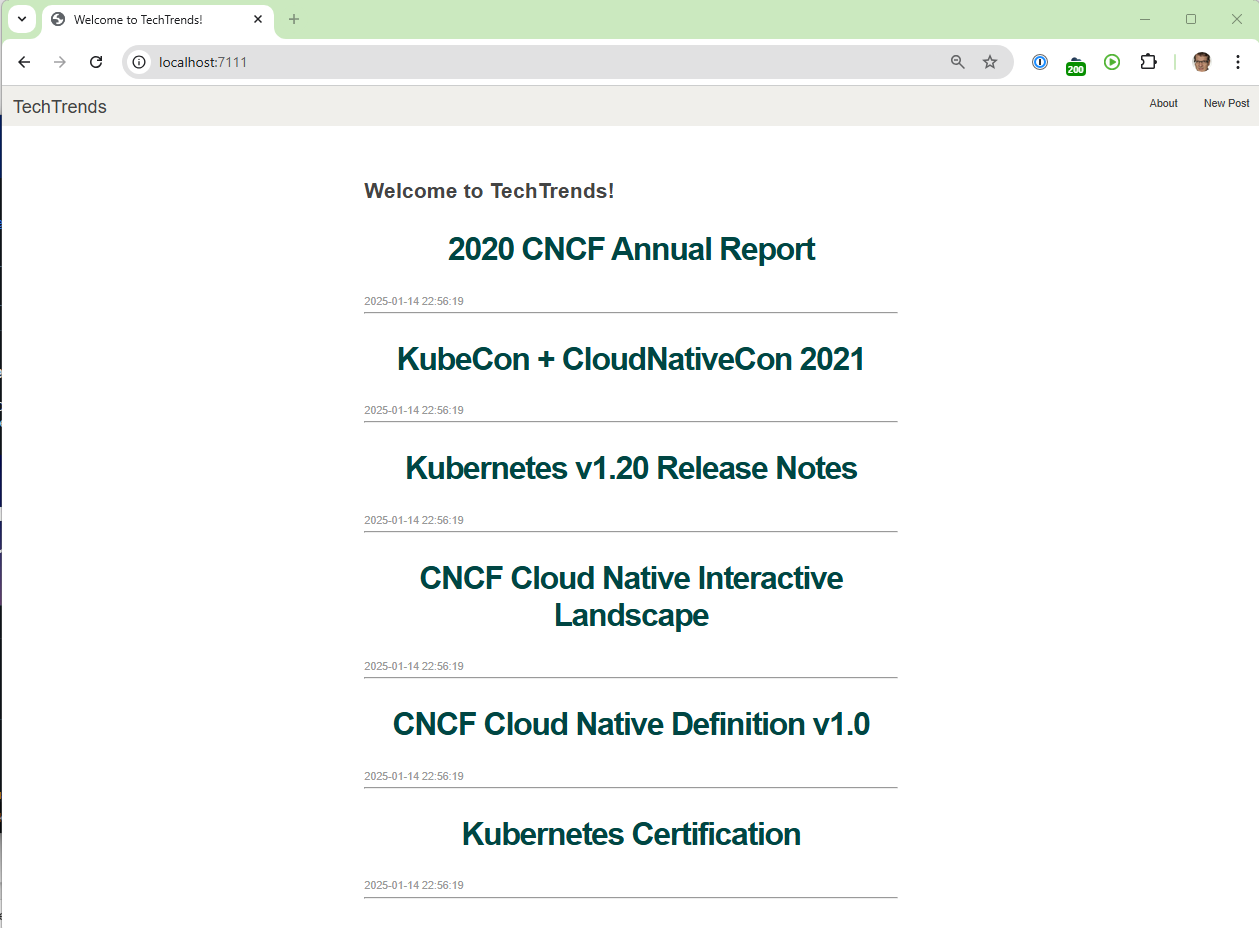 Welcome to TechTrends!
localhost:7111
200
TechTrends
About
New Post
Welcome to TechTrends!
2020 CNCF Annual Report
2025-01-14 22:56:19
KubeCon + CloudNativeCon 2021
2025-01-14 22:56:19
Kubernetes v1.20 Release Notes
2025-01-14 22:56:19
CNCF Cloud Native Interactive
Landscape
2025-01-14 22:56:19
CNCF Cloud Native Definition v1.0
2025-01-14 22:56:19
Kubernetes Certification
2025-01-14 22:56:19